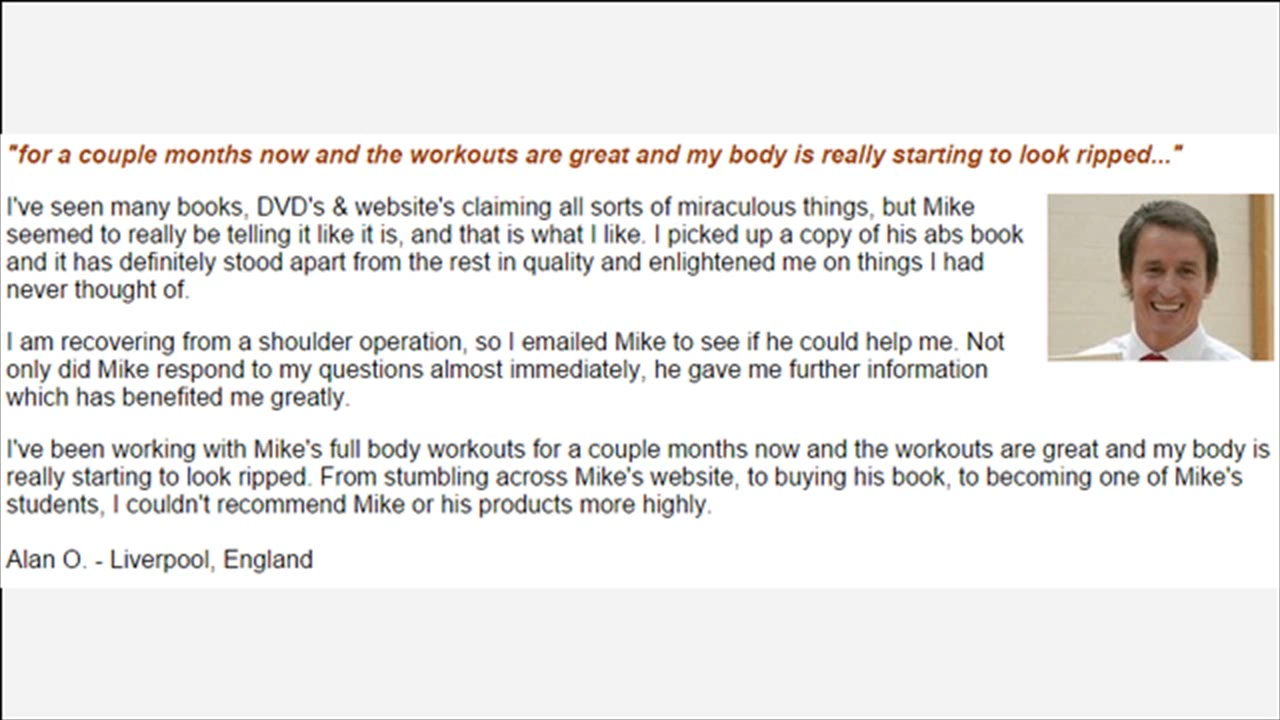 "for a couple months now and the workouts are great and my body is really starting to look ripped..."
I've seen many books, DVD's & website's claiming all sorts of miraculous things, but Mike
seemed to really be telling it like it is, and that is what I like. I picked up a copy of his abs book
and it has definitely stood apart from the rest in quality and enlightened me on things I had
never thought of.
I am recovering from a shoulder operation, so I emailed Mike to see if he could help me. Not
only did Mike respond to my questions almost immediately, he gave me further information
which has benefited me greatly.
I've been working with Mike's full body workouts for a couple months now and the workouts are great and my body is
really starting to look ripped. From stumbling across Mike's website, to buying his book, to becoming one of Mike's
students, I couldn't recommend Mike or his products more highly.
Alan O. - Liverpool, England